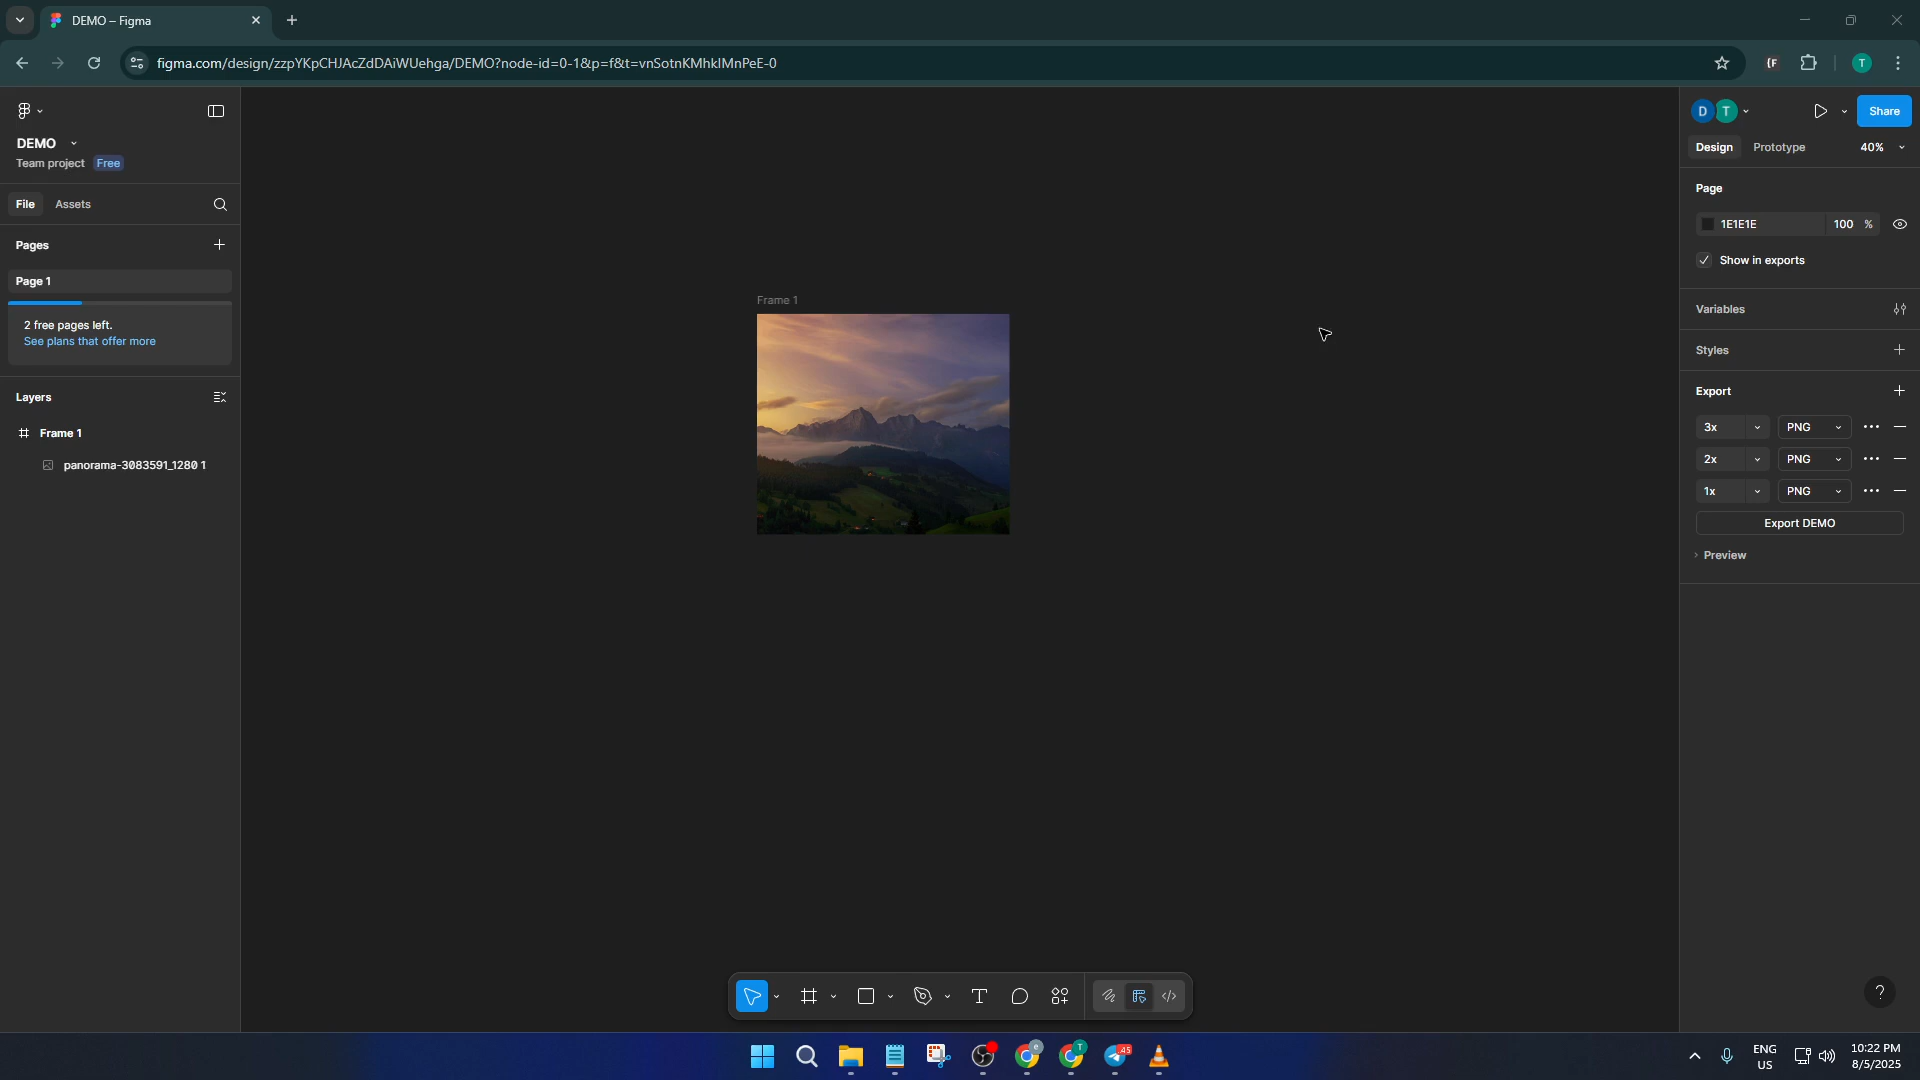 DEMO – Figma
figma.com/design/zzpYKpCHJAcZdDAiWUehga/DEMO?node-id=0-1&p=f&t=vnSotnKMhklMnPeE-0
T
DEMO
Team project Free
File Assets
Pages
Page 1
2 free pages left.
See plans that offer more
Layers
Frame 1
panorama-3083591_1280 1
Frame 1
D T
Share
Design Prototype 40%
Page
1E1E1E 100 %
Show in exports
Variables
Styles
Export
3x PNG
2x PNG
1x PNG
Export DEMO
Preview
?
45
ENG
US
10:22 PM
8/5/2025